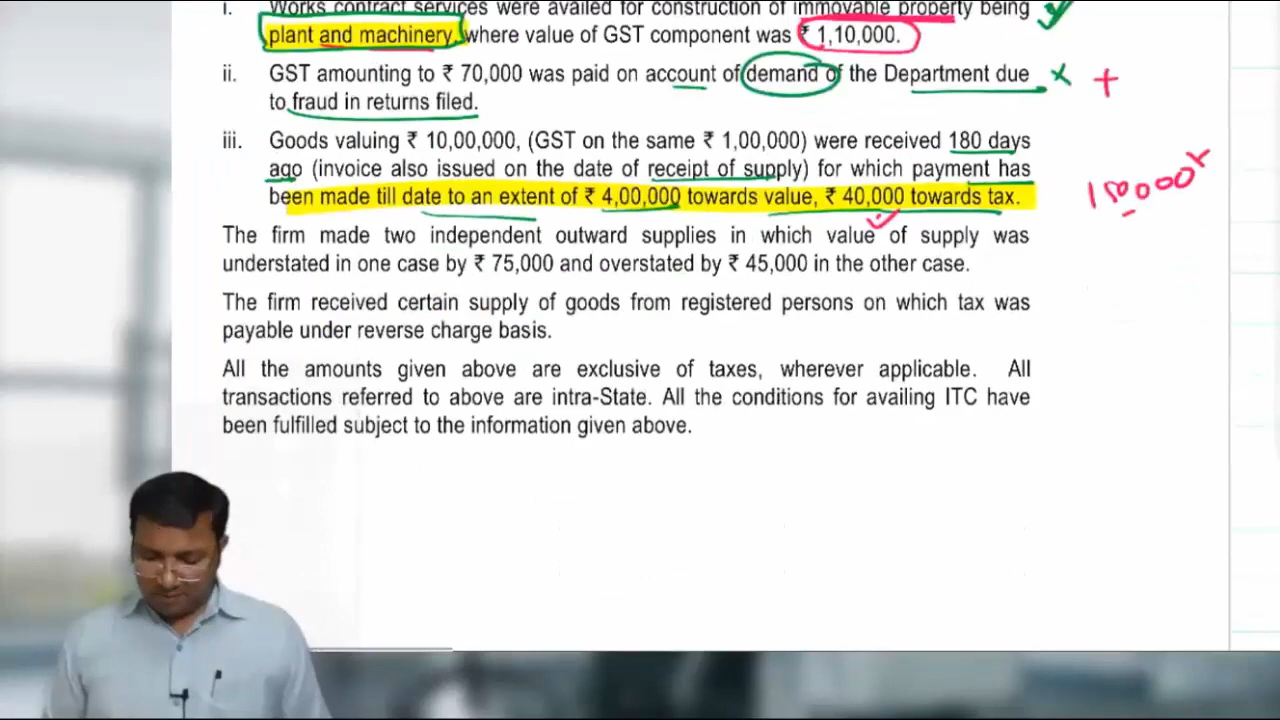 i. Works contract services were availed for construction of immovable property being
plant and machinery, where value of GST component was ₹ 1,10,000.
ii. GST amounting to ₹ 70,000 was paid on account of demand of the Department due
to fraud in returns filed.
iii. Goods valuing ₹ 10,00,000, (GST on the same ₹ 1,00,000) were received 180 days
ago (invoice also issued on the date of receipt of supply) for which payment has
been made till date to an extent of ₹ 4,00,000 towards value, ₹ 40,000 towards tax.
The firm made two independent outward supplies in which value of supply was
understated in one case by ₹ 75,000 and overstated by ₹ 45,000 in the other case.
The firm received certain supply of goods from registered persons on which tax was
payable under reverse charge basis.
All the amounts given above are exclusive of taxes, wherever applicable. All
transactions referred to above are intra-State. All the conditions for availing ITC have
been fulfilled subject to the information given above.